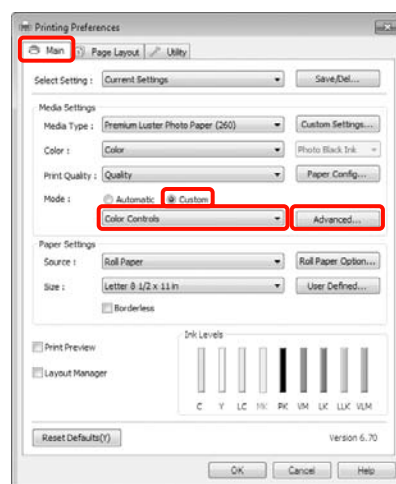 Printing Preferences
Main Page Layout Utility
Select Setting : Current Settings Save/Del...
Media Settings
Media Type : Premium Luster Photo Paper (260) Custom Settings...
Color : Color Photo Black Ink
Print Quality : Quality Paper Config...
Mode : Automatic Custom
Color Controls Advanced...
Paper Settings
Source : Roll Paper Roll Paper Option...
Size : Letter 8 1/2 x 11 in User Defined...
Borderless
Ink Levels
Print Preview
Layout Manager
C Y LC MK PK VM LK LLK VLM
Reset Defaults(Y) Version 6.70
OK Cancel Help